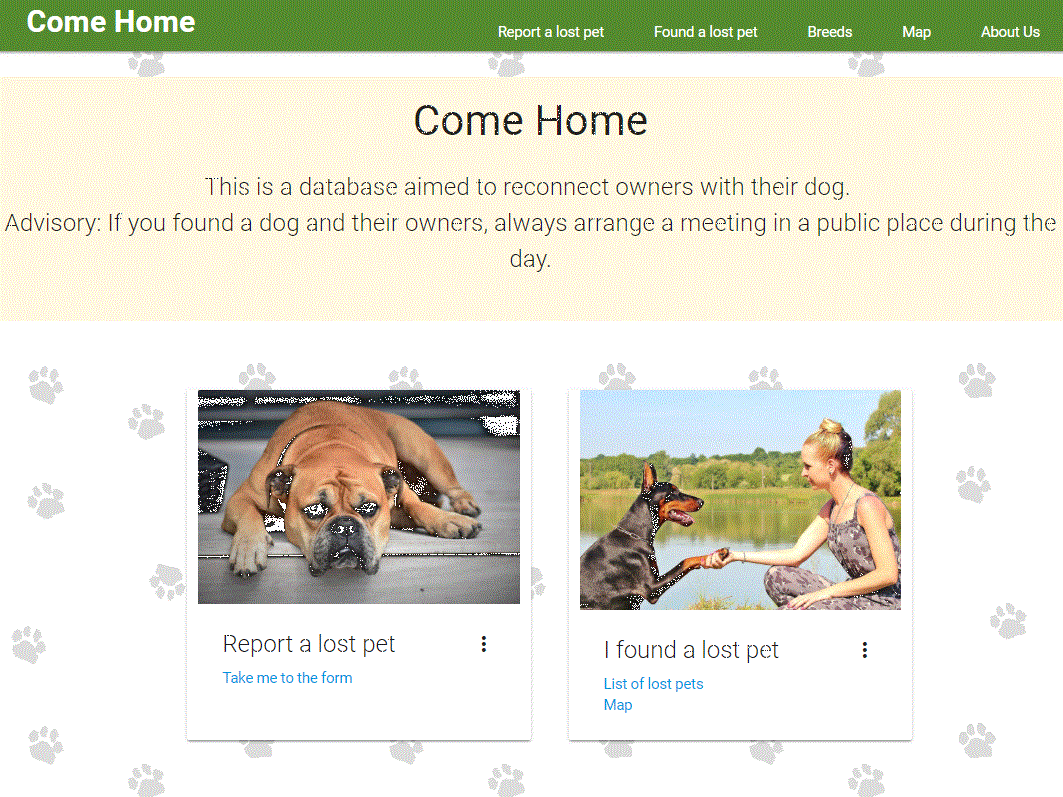 Come Home
Report a lost pet
Found a lost pet
Breeds
Map
About Us
Come Home
This is a database aimed to reconnect owners with their dog.
Advisory: If you found a dog and their owners, always arrange a meeting in a public place during the
day.
Report a lost pet
Take me to the form
I found a lost pet
List of lost pets
Map